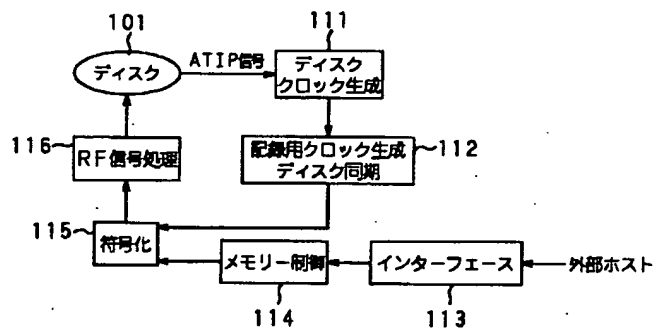 101
111
ディスク
ATIP信号
ディスク
クロック生成
116
RF信号処理
記録用クロック生成
ディスク同期
112
115
符号化
メモリー制御
インターフェース
外部ホスト
114
113